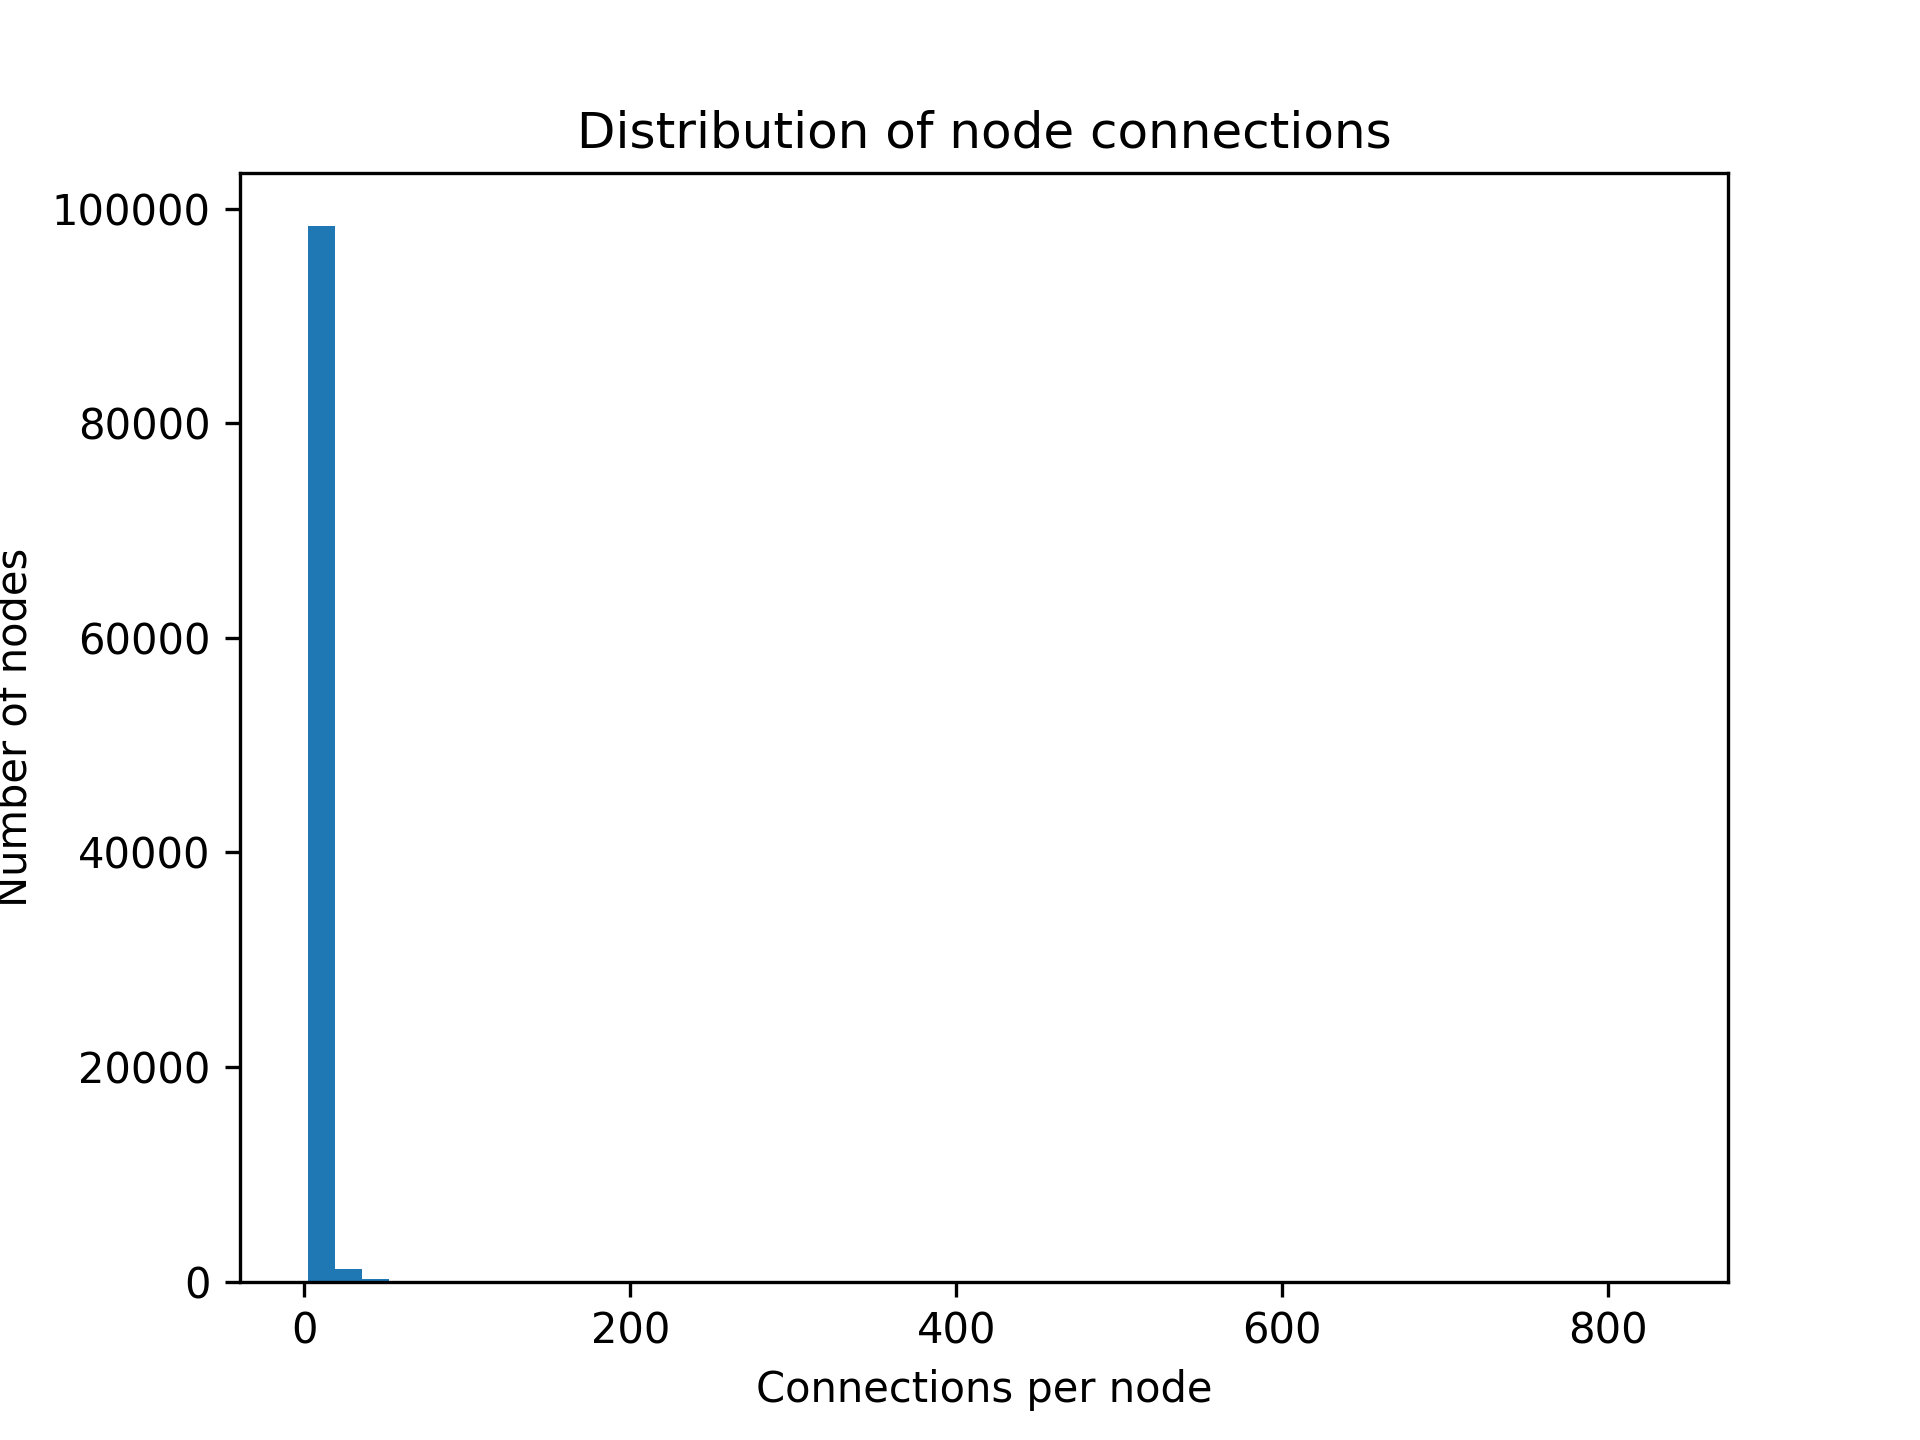 Distribution of node connections
100000
80000
60000
40000
20000
0
Number of nodes
0 200 400 600 800
Connections per node